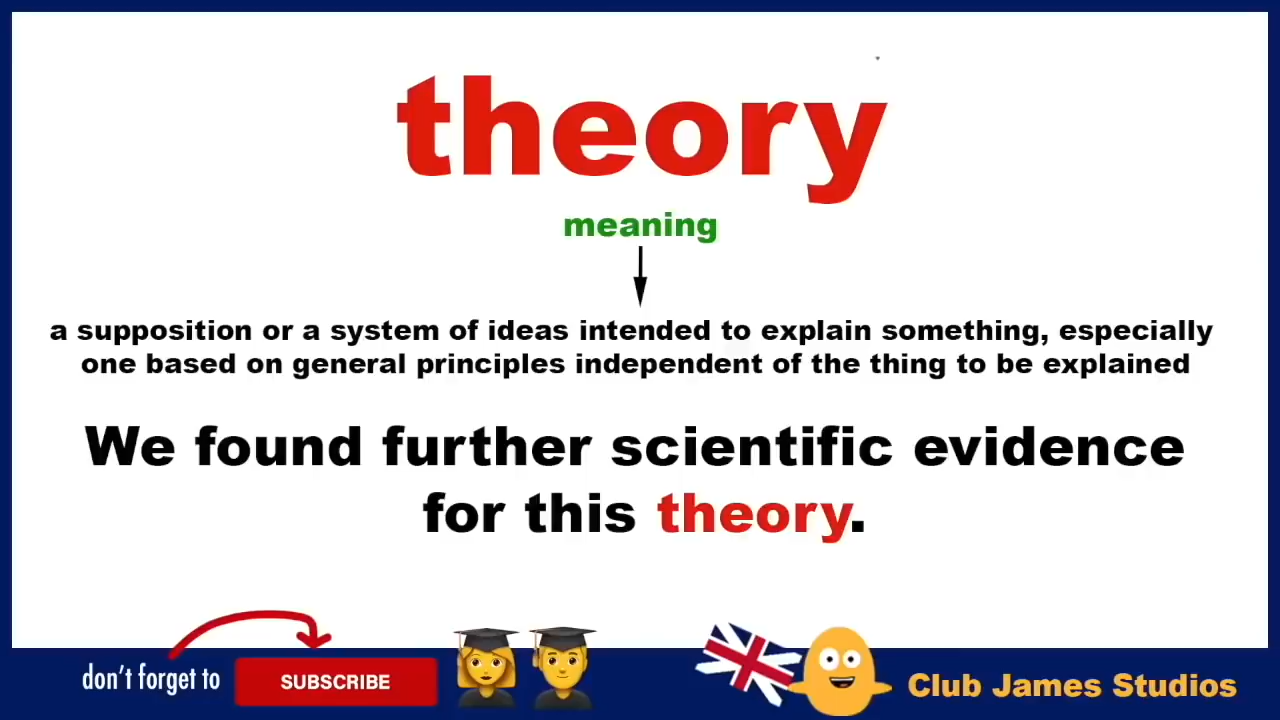 theory
meaning
a supposition or a system of ideas intended to explain something, especially
one based on general principles independent of the thing to be explained
We found further scientific evidence
for this theory.
don't forget to
SUBSCRIBE
Club James Studios